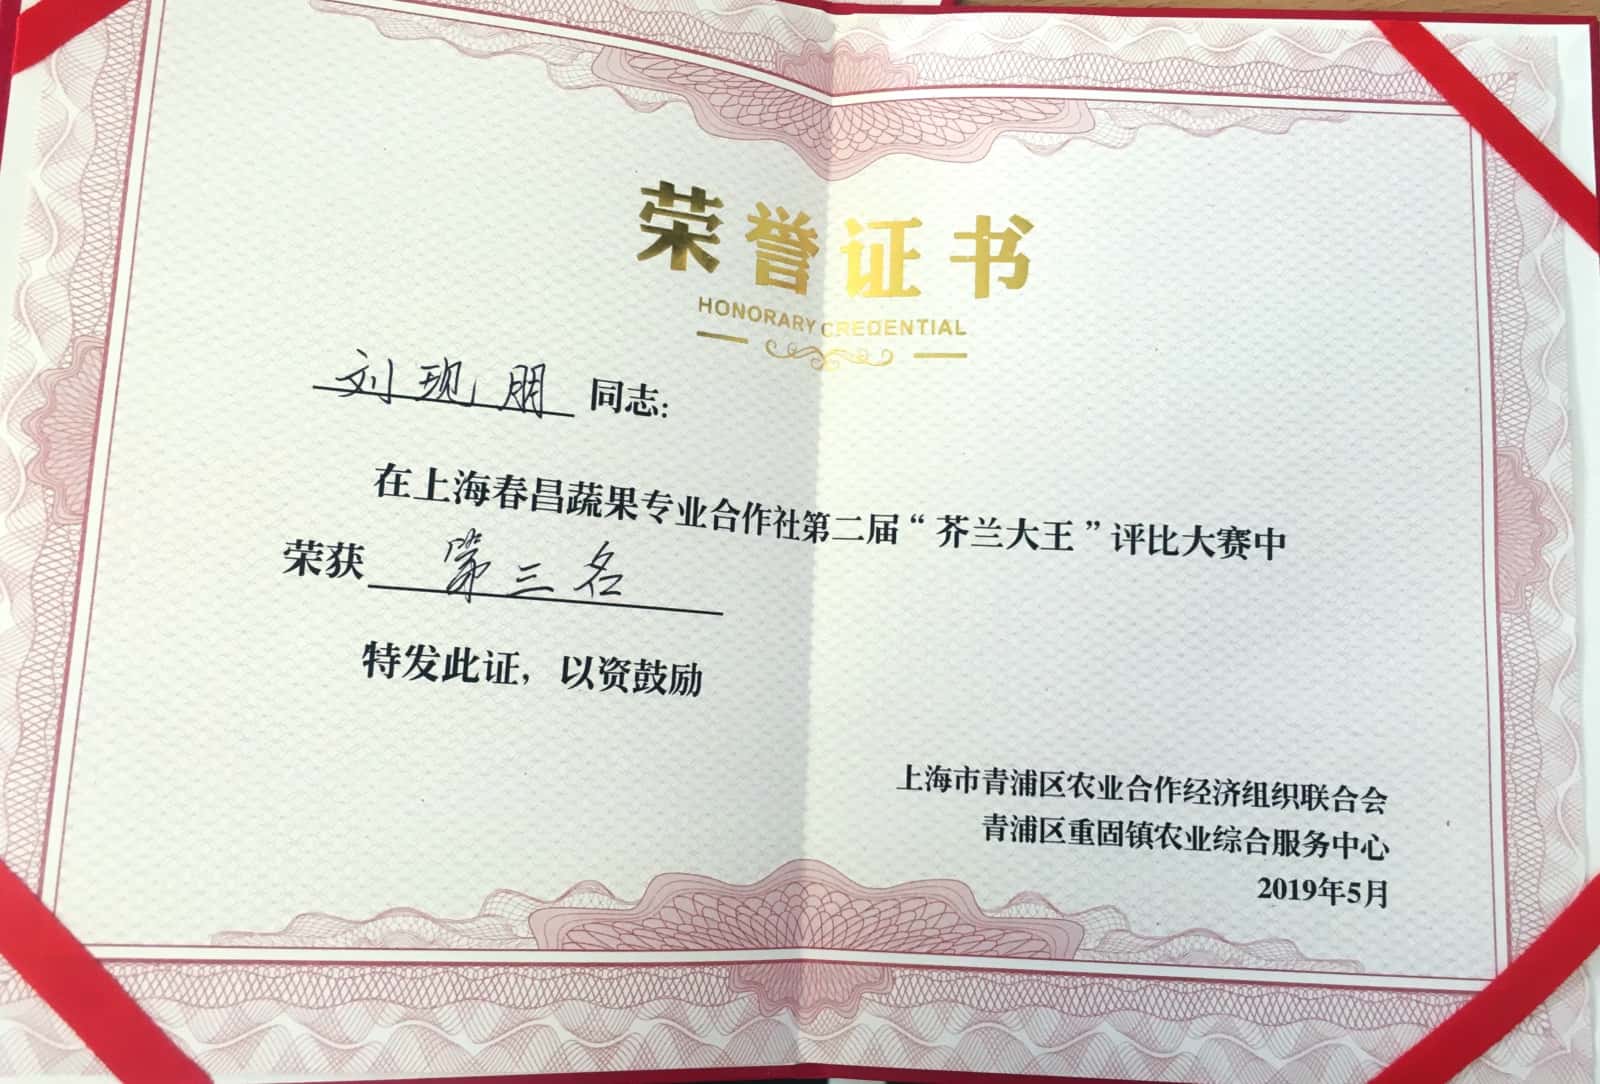 荣誉证书
HONORARY CREDENTIAL
刘现朋 同志:
在上海春昌蔬果专业合作社第二届“芥兰大王”评比大赛中
荣获 第三名
特发此证，以资鼓励
上海市青浦区农业合作经济组织联合会
青浦区重固镇农业综合服务中心
2019年5月